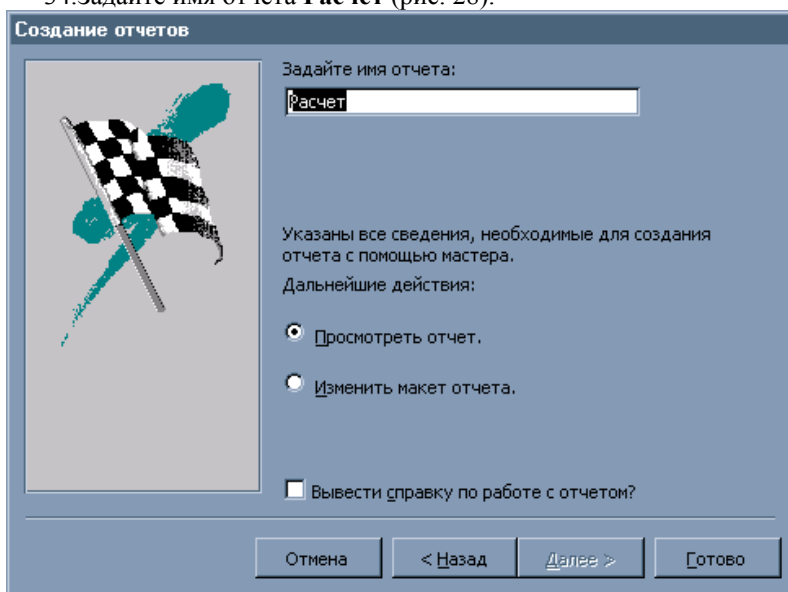 34.Задайте имя отчета Расчет (рис. 28).
Создание отчетов
Задайте имя отчета:
Расчет
Указаны все сведения, необходимые для создания
отчета с помощью мастера.
Дальнейшие действия:
Просмотреть отчет.
Изменить макет отчета.
Вывести справку по работе с отчетом?
Отмена
< Назад
Далее >
Готово